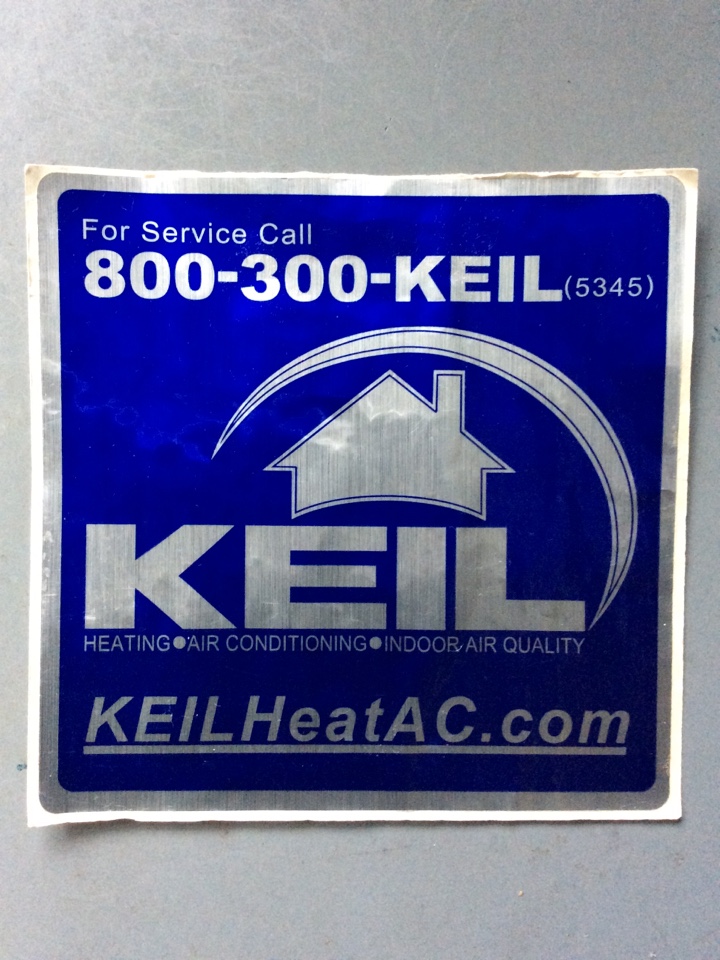 For Service Call
800-300-KEIL(5345)
KEIL
HEATING●AIR CONDITIONING●INDOOR AIR QUALITY
KEILHeatAC.com